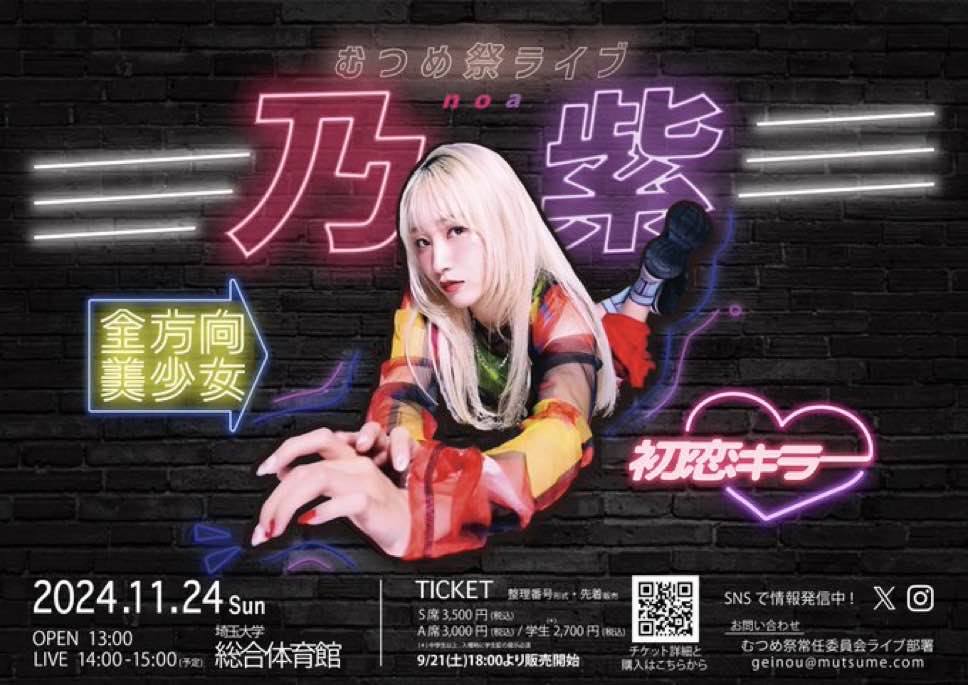 むつめ祭ライブ
noa
乃紫
全方向
美少女
初恋キラー
2024.11.24 Sun
OPEN 13:00
LIVE 14:00-15:00(予定)
埼玉大学
総合体育館
TICKET 整理番号形式・先着販売
S席 3,500円(税込)
A席 3,000円(税込) / 学生 2,700円(税込)
9/21(土)18:00より販売開始
チケット詳細と
購入はこちらから
SNSで情報発信中!
お問い合わせ
むつめ祭常任委員会ライブ部署
geinou@mutsume.com